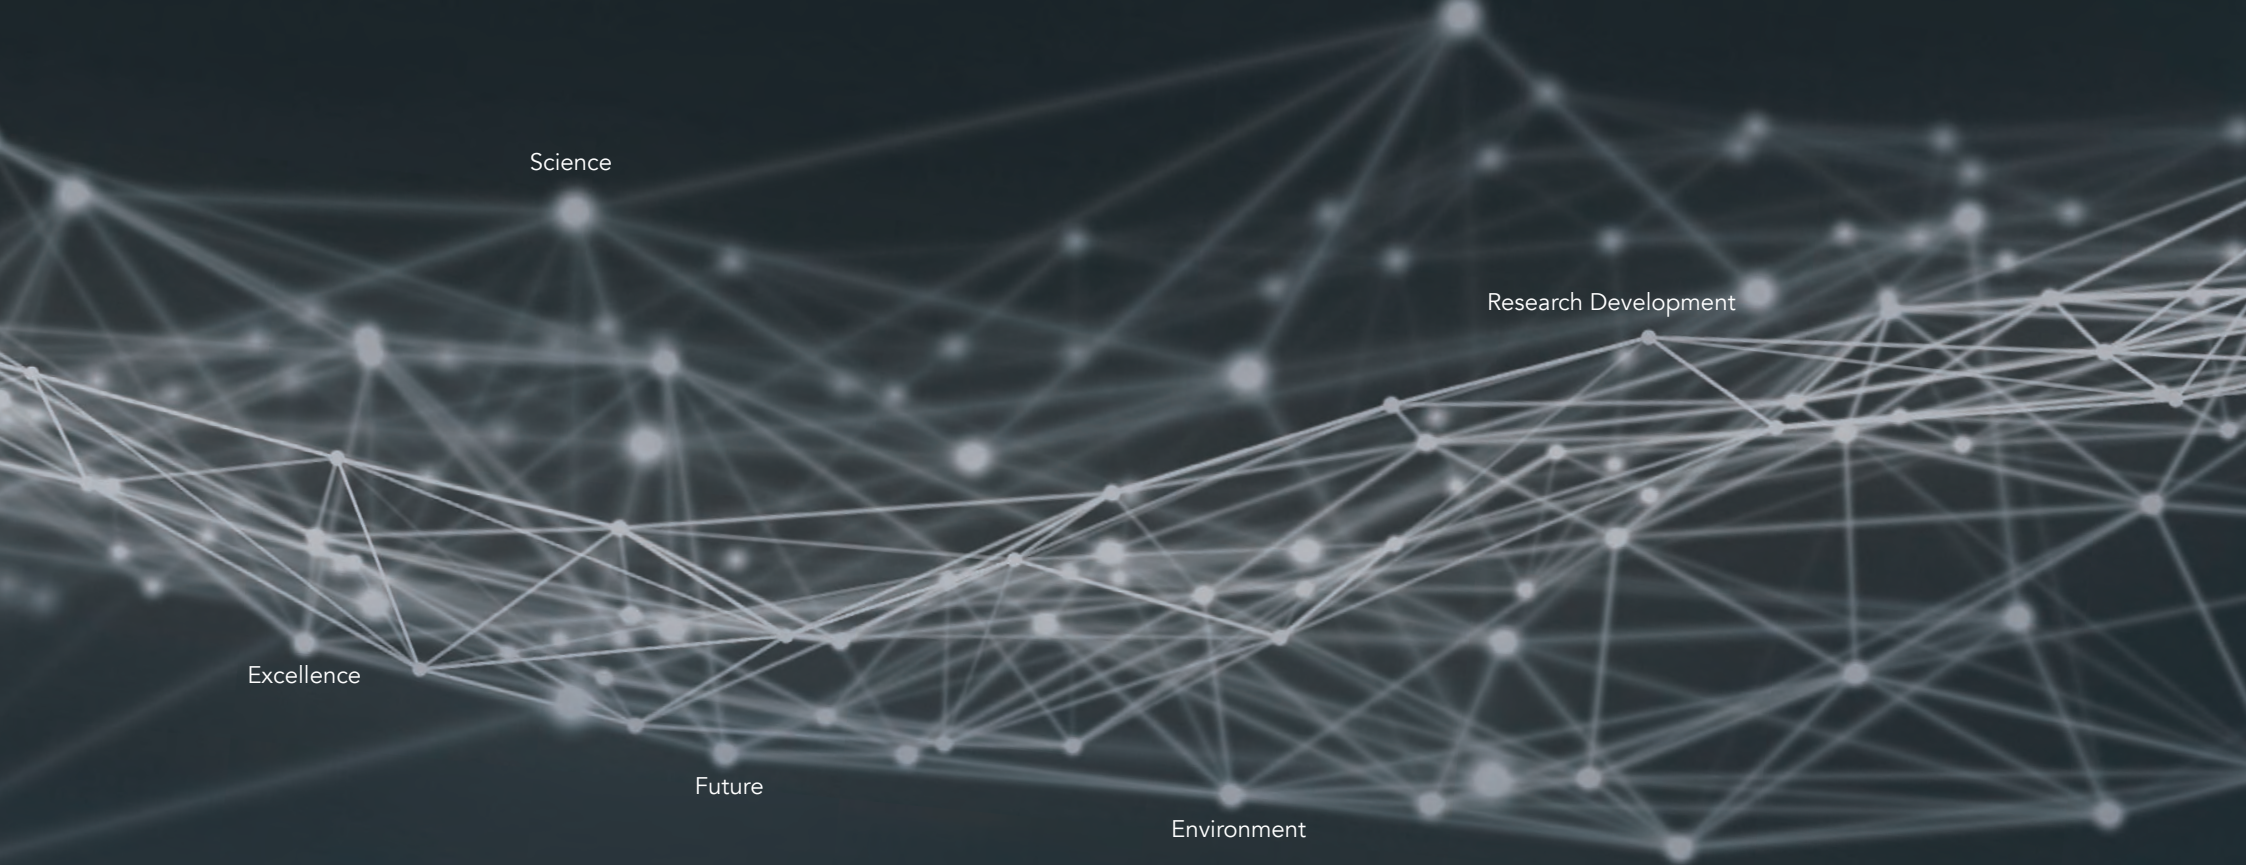 Science
Research Development
Excellence
Future
Environment